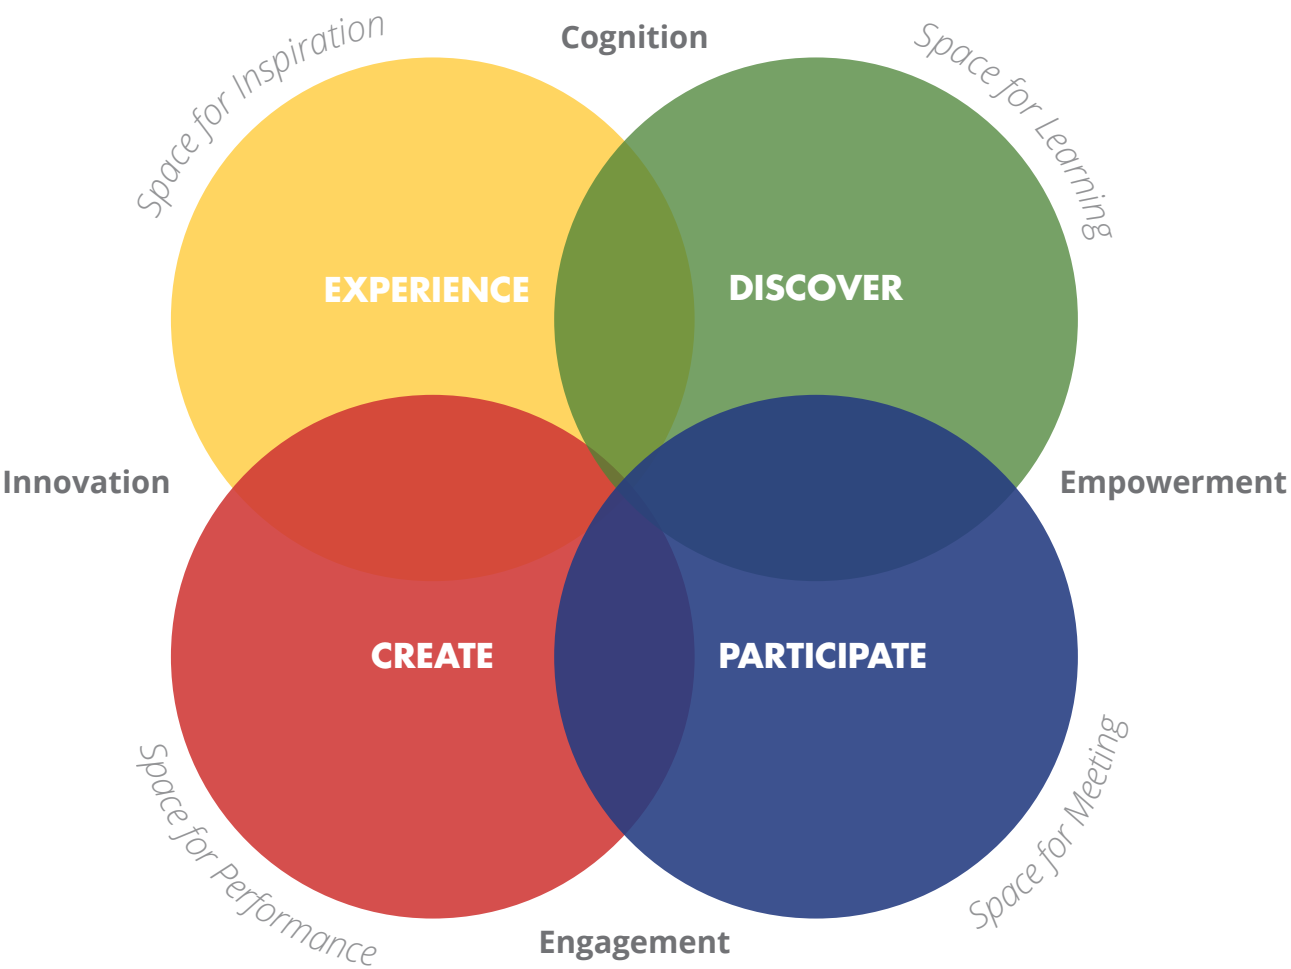 Cognition
Space for Inspiration
Space for Learning
EXPERIENCE
DISCOVER
Innovation
Empowerment
CREATE
PARTICIPATE
Space for Performance
Space for Meeting
Engagement